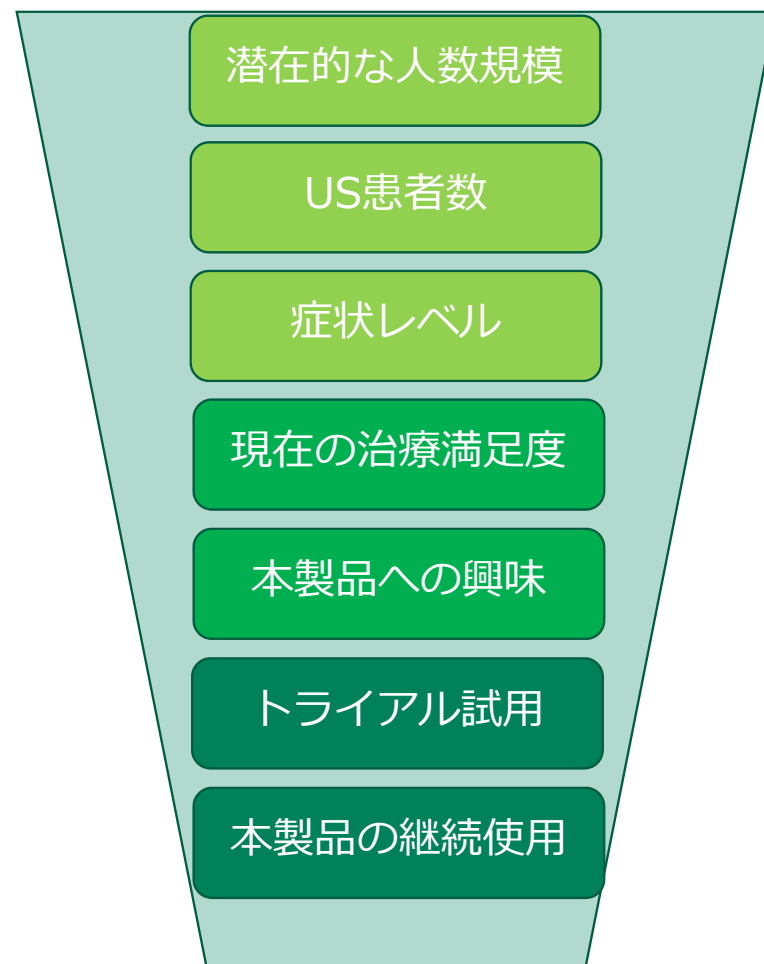 潜在的な人数規模
US患者数
症状レベル
現在の治療満足度
本製品への興味
トライアル試用
本製品の継続使用